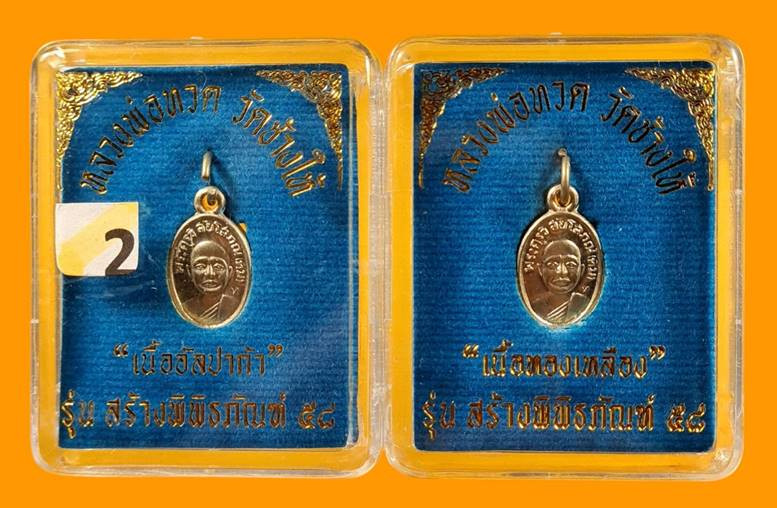 หลวงพ่อทวด วัดช้างให้
2
"เนื้ออัลปาก้า"
รุ่น สร้างพิพิธภัณฑ์ ๕๘
หลวงพ่อทวด วัดช้างให้
"เนื้อทองเหลือง"
รุ่น สร้างพิพิธภัณฑ์ ๕๘